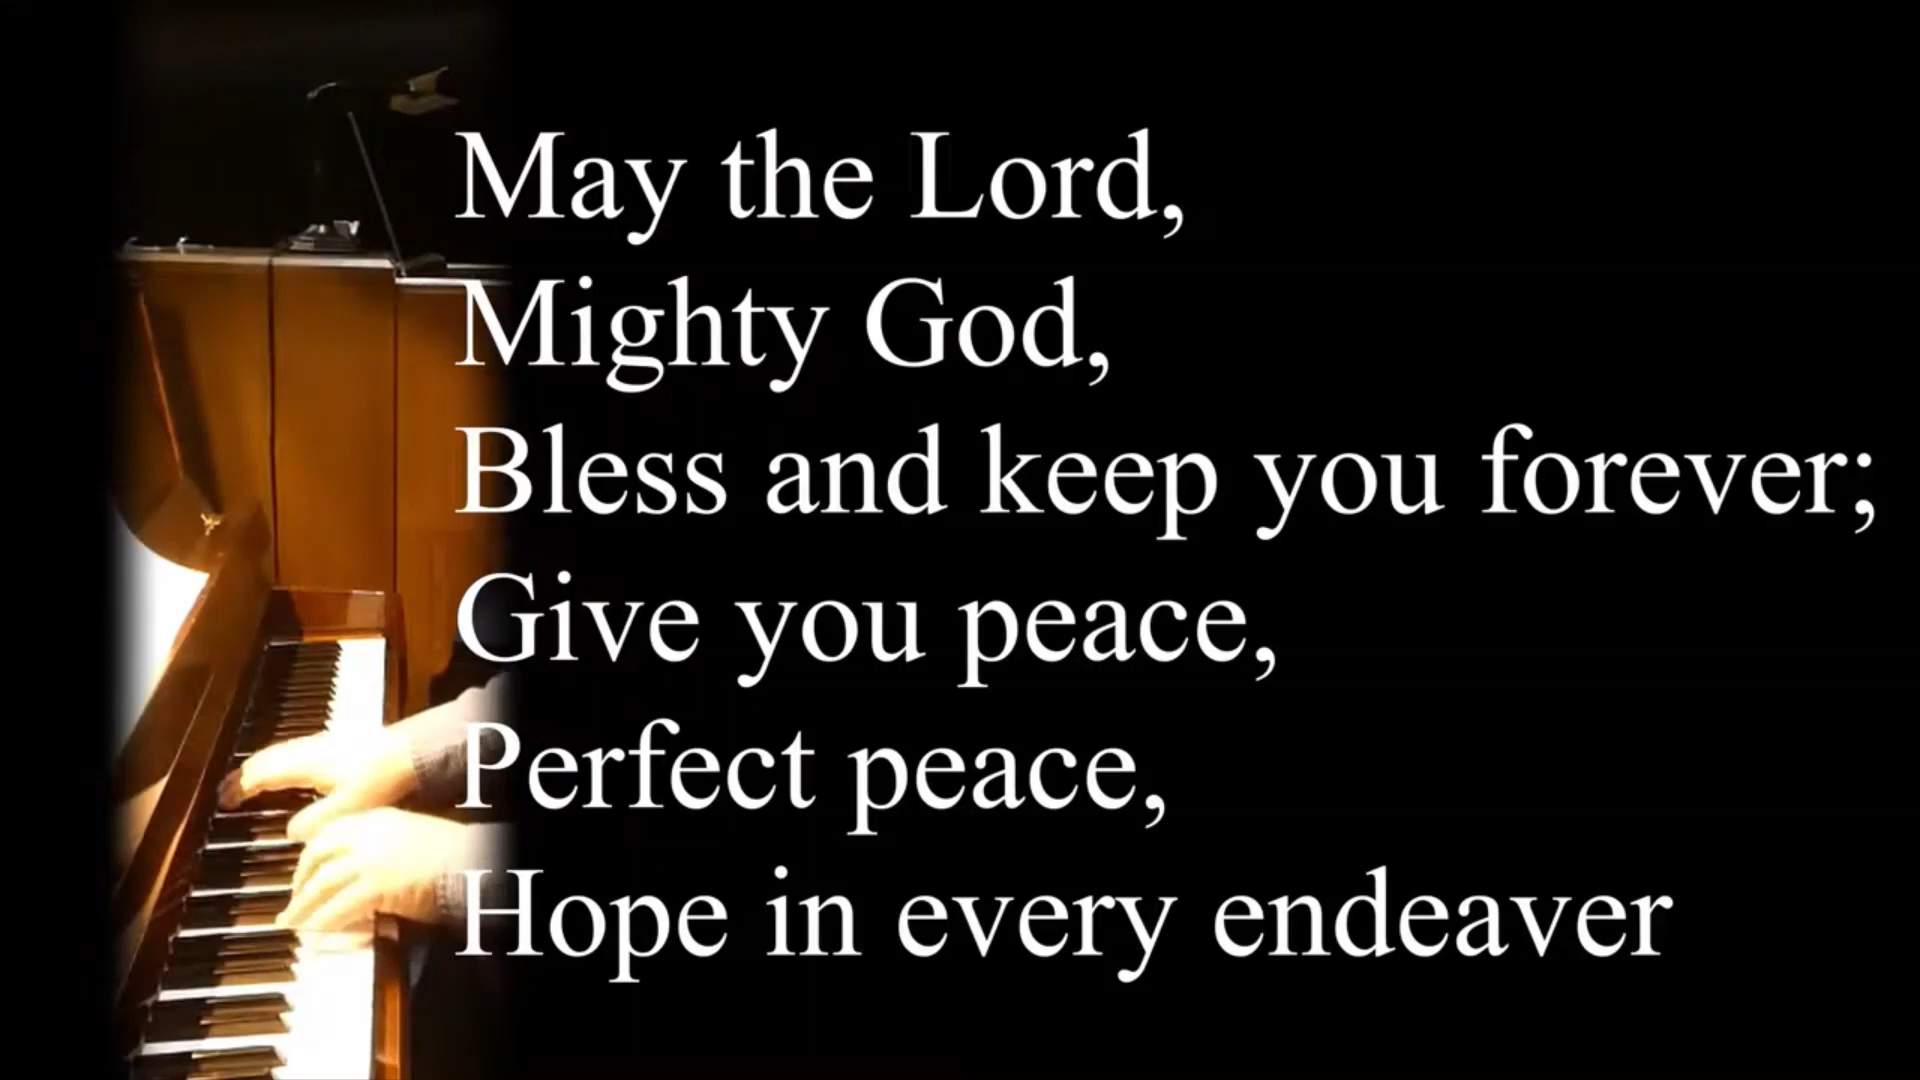 May the Lord,
Mighty God,
Bless and keep you forever;
Give you peace,
Perfect peace,
Hope in every endeaver